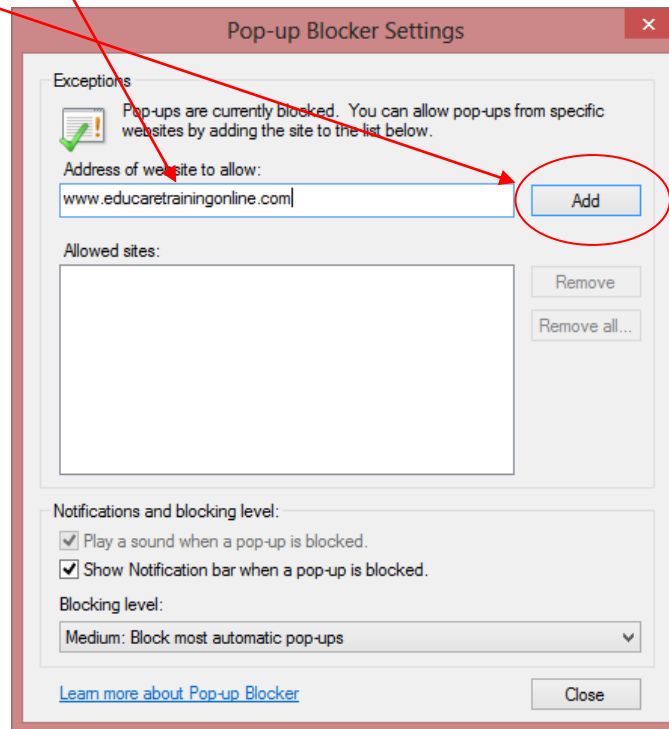 Pop-up Blocker Settings
Exceptions
Pop-ups are currently blocked. You can allow pop-ups from specific
websites by adding the site to the list below.
Address of website to allow:
www.educaretrainingonline.com
Add
Allowed sites:
Remove
Remove all...
Notifications and blocking level:
Play a sound when a pop-up is blocked.
Show Notification bar when a pop-up is blocked.
Blocking level:
Medium: Block most automatic pop-ups
Learn more about Pop-up Blocker
Close